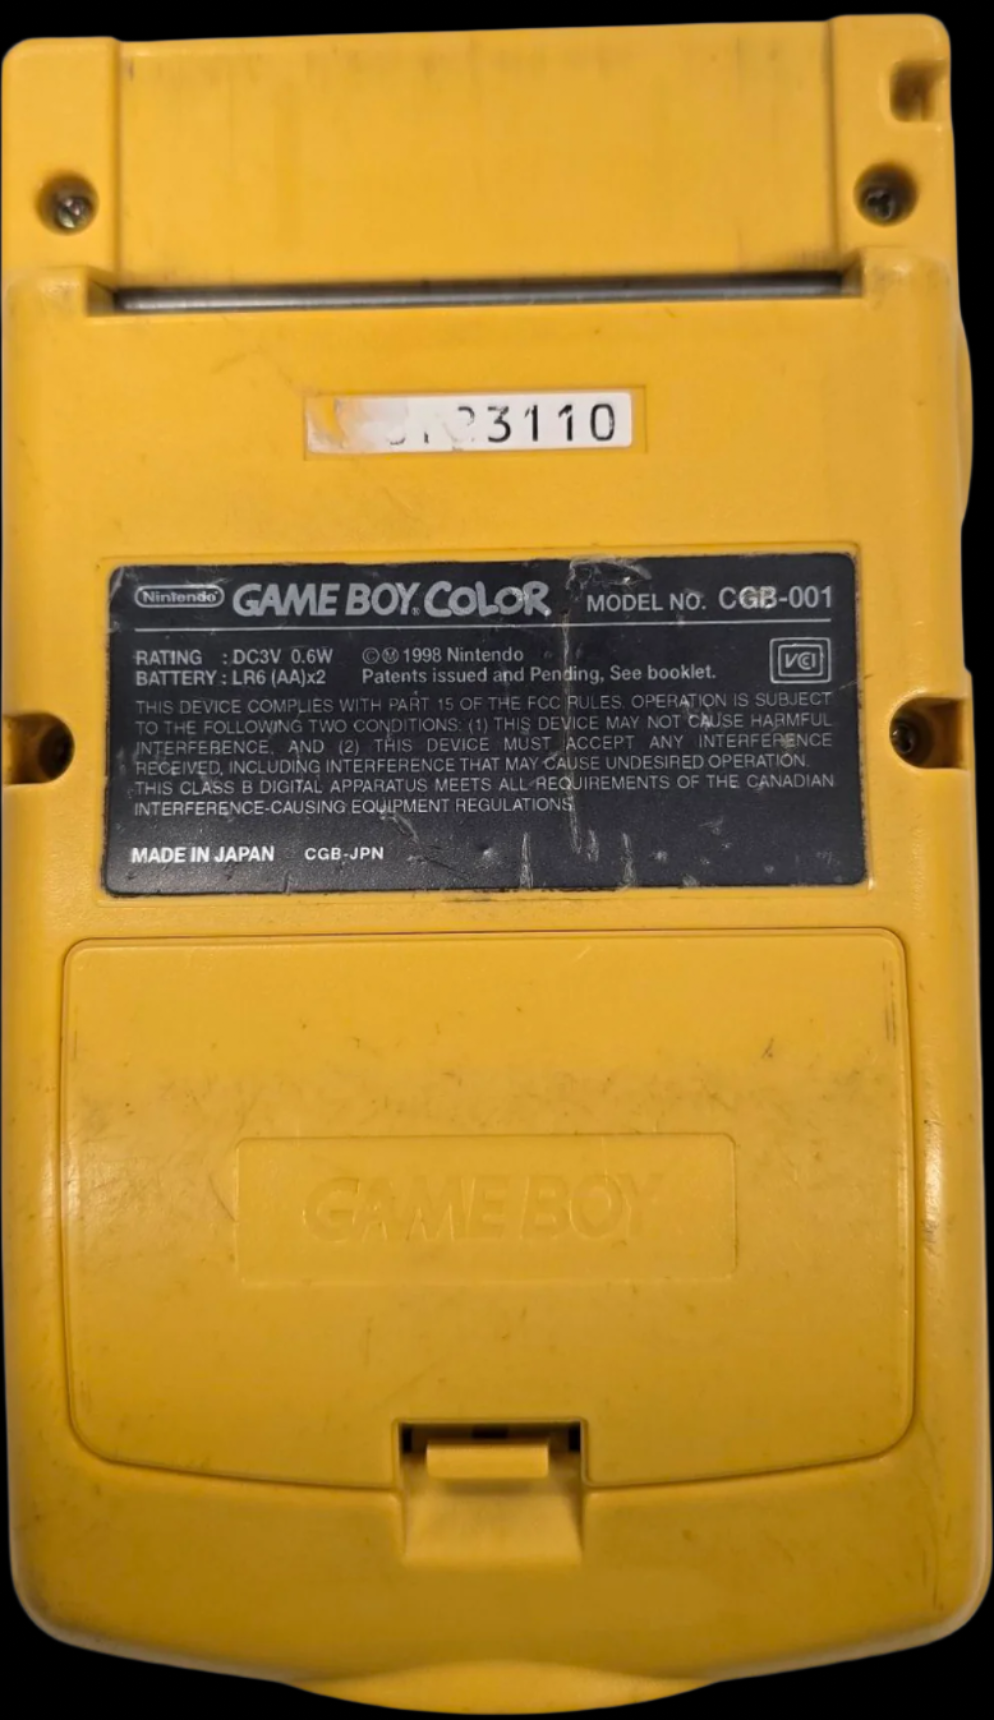 3110
Nintendo GAME BOY COLOR MODEL NO. CGB-001
RATING : DC3V 0.6W ©Ⓜ 1998 Nintendo
BATTERY : LR6 (AA)x2 Patents issued and Pending, See booklet.
VCI
THIS DEVICE COMPLIES WITH PART 15 OF THE FCC RULES. OPERATION IS SUBJECT
TO THE FOLLOWING TWO CONDITIONS: (1) THIS DEVICE MAY NOT CAUSE HARMFUL
INTERFERENCE, AND (2) THIS DEVICE MUST ACCEPT ANY INTERFERENCE
RECEIVED, INCLUDING INTERFERENCE THAT MAY CAUSE UNDESIRED OPERATION.
THIS CLASS B DIGITAL APPARATUS MEETS ALL REQUIREMENTS OF THE CANADIAN
INTERFERENCE-CAUSING EQUIPMENT REGULATIONS
MADE IN JAPAN CGB-JPN
GAME BOY